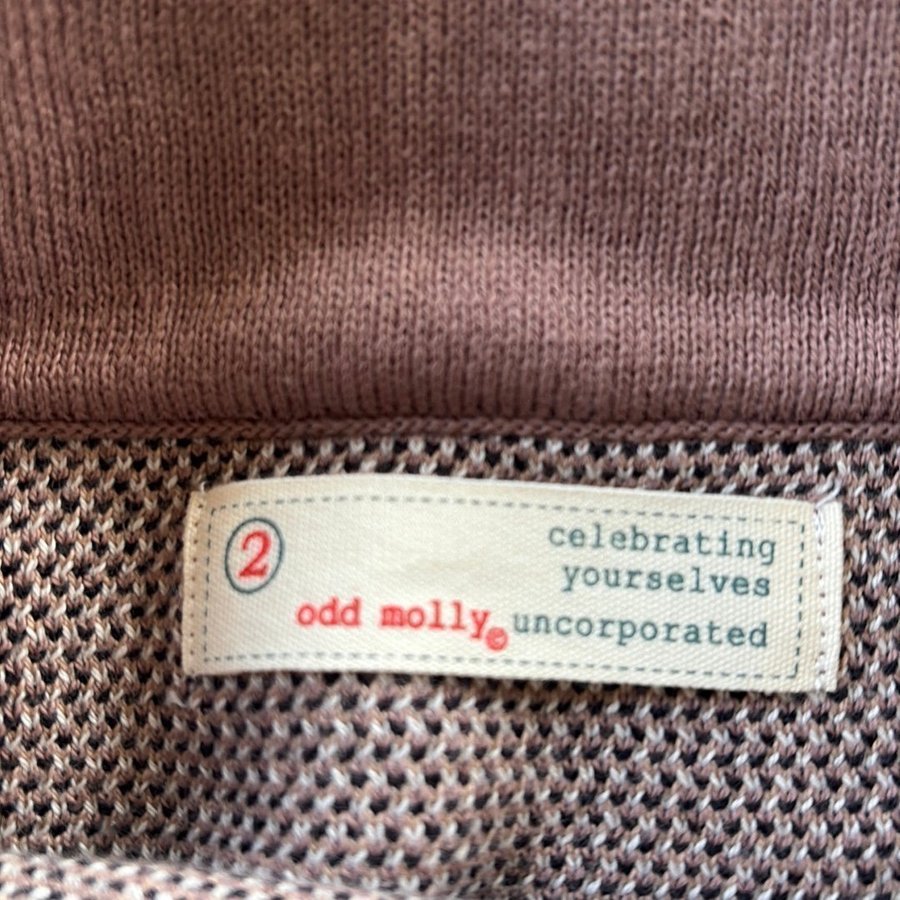 2
celebrating
yourselves
odd molly© uncorporated